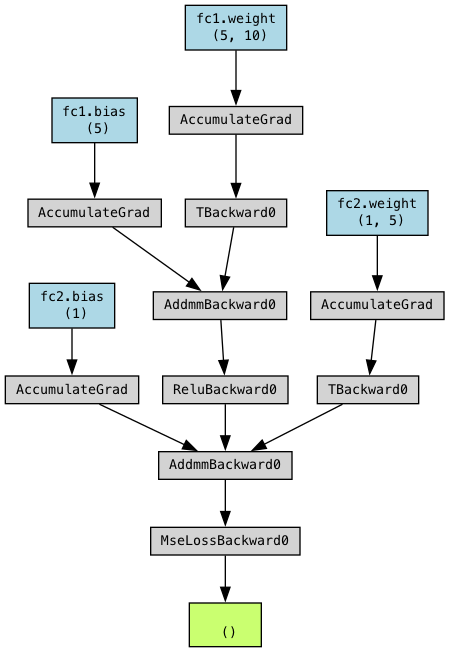 fc1.weight
(5, 10)
fc1.bias
(5)
AccumulateGrad
AccumulateGrad
TBackward0
fc2.weight
(1, 5)
fc2.bias
(1)
AddmmBackward0
AccumulateGrad
AccumulateGrad
ReluBackward0
TBackward0
AddmmBackward0
MseLossBackward0
()